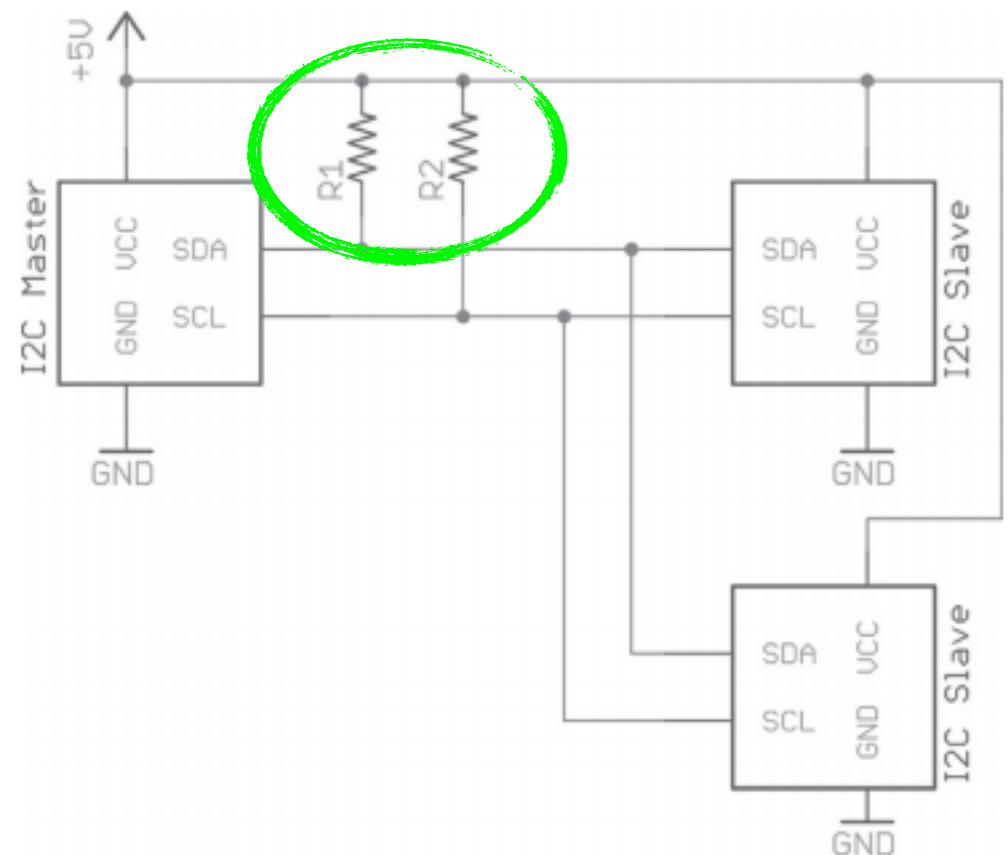 +5V
R1
R2
I2C Master
VCC
GND
SDA
SCL
GND
SDA
SCL
VCC
GND
I2C Slave
GND
SDA
SCL
VCC
GND
I2C Slave
GND